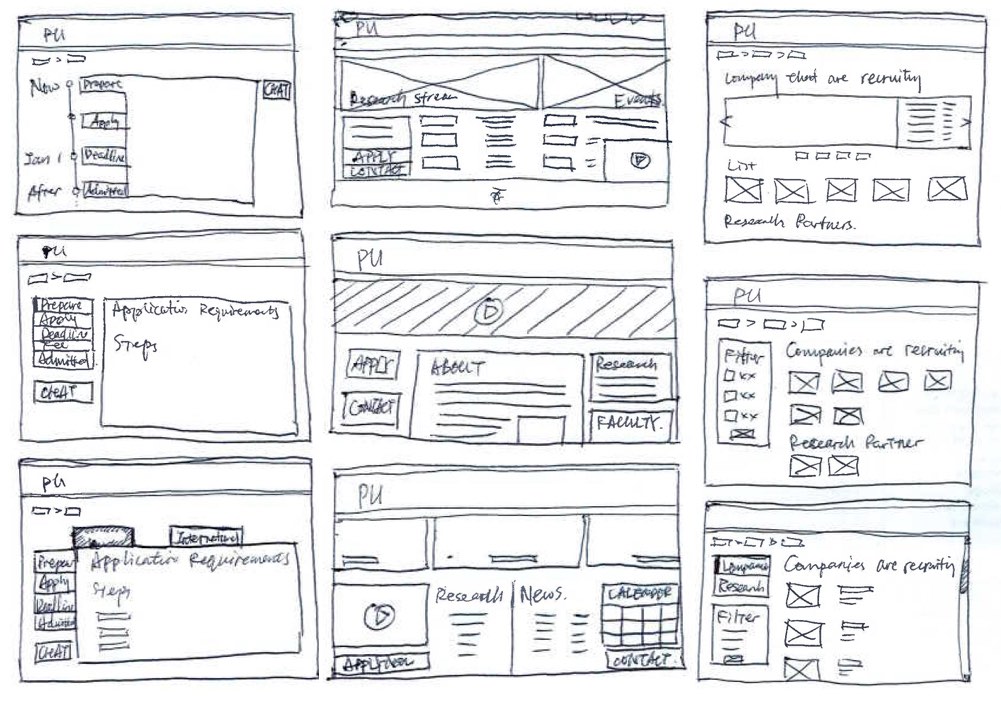 PU
Now
Prepare
CHAT
Apply
Jan 1
Deadline
After
Admitted
PU
Research Stream
Events
APPLY
CONTACT
PU
Company that are recruiting
List
Research Partners.
PU
Prepare
Apply
Deadline
Fee
Admitted.
CHAT
Application Requirements
Steps
PU
APPLY
CONTACT
ABOUT
Research
FACULTY.
PU
Filter
xx
xx
xx
Companies are recruiting
Research Partner
PU
International
Prepar
Apply
Deadlin
Admitted
CHAT
Application Requirements
Steps
PU
Research
News.
CALENDAR
APPLY NOW
CONTACT.
Companies
Research
Filter
Companies are recruiting